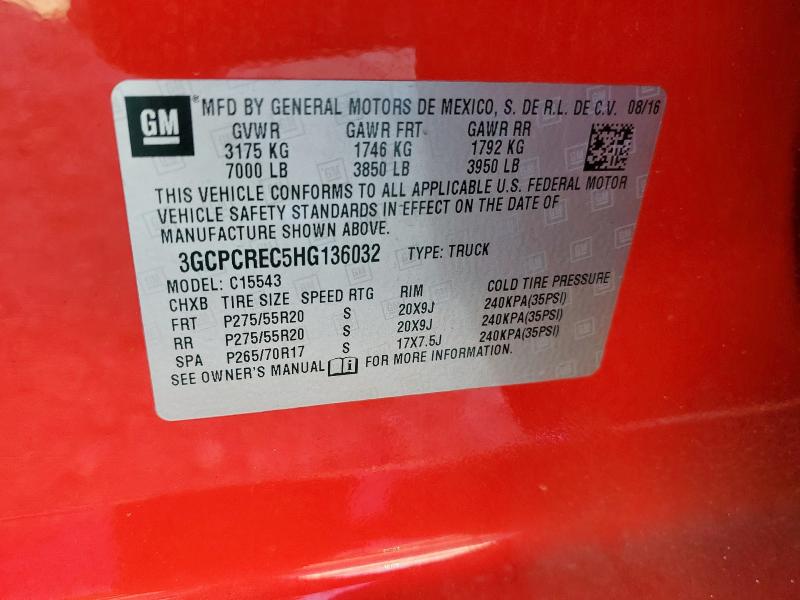 GM ® MFD BY GENERAL MOTORS DE MEXICO, S. DE R.L. DE C.V. 08/16
GVWR GAWR FRT GAWR RR
3175 KG 1746 KG 1792 KG
7000 LB 3850 LB 3950 LB
THIS VEHICLE CONFORMS TO ALL APPLICABLE U.S. FEDERAL MOTOR
VEHICLE SAFETY STANDARDS IN EFFECT ON THE DATE OF
MANUFACTURE SHOWN ABOVE.
3GCPCREC5HG136032 TYPE: TRUCK
MODEL: C15543
CHXB TIRE SIZE SPEED RTG RIM COLD TIRE PRESSURE
FRT P275/55R20 S 20X9J 240KPA(35PSI)
RR P275/55R20 S 20X9J 240KPA(35PSI)
SPA P265/70R17 S 17X7.5J 240KPA(35PSI)
SEE OWNER'S MANUAL i FOR MORE INFORMATION.